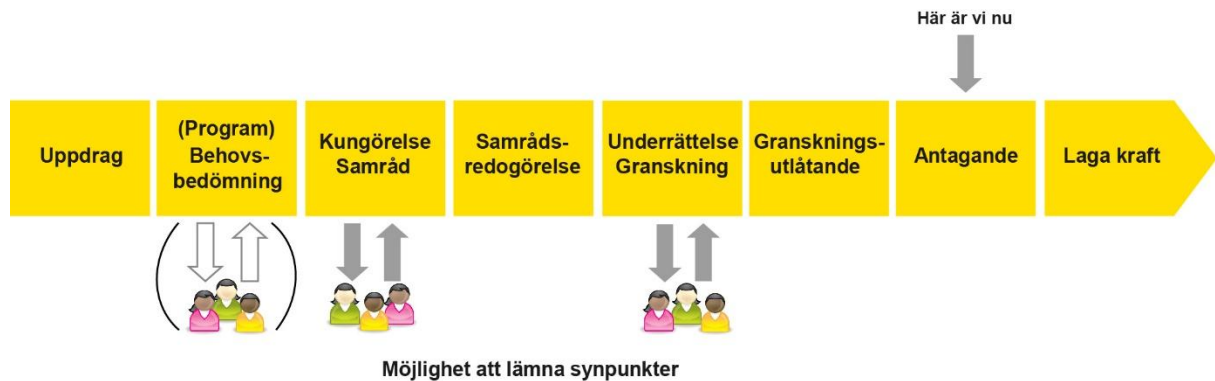 Här är vi nu
Uppdrag
(Program)
Behovs-
bedömning
Kungörelse
Samråd
Samråds-
redogörelse
Underrättelse
Granskning
Gransknings-
utlåtande
Antagande
Laga kraft
Möjlighet att lämna synpunkter